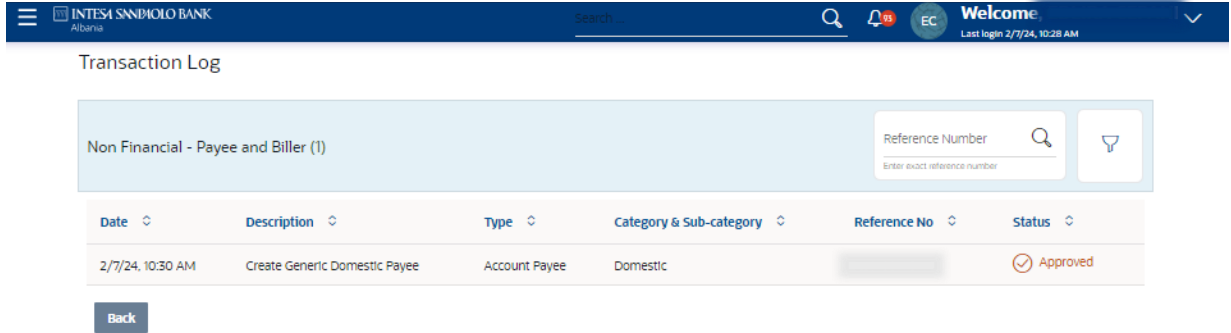 INTESA SANPAOLO BANK
Albania
Search ...
93
EC
Welcome,
Last login 2/7/24, 10:28 AM
Transaction Log
Non Financial - Payee and Biller (1)
Reference Number
Enter exact reference number
Date Description Type Category & Sub-category Reference No Status
2/7/24, 10:30 AM Create Generic Domestic Payee Account Payee Domestic Approved
Back